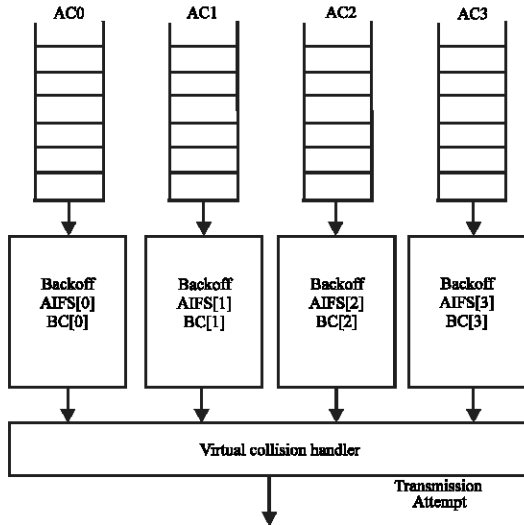 AC0 AC1 AC2 AC3
Backoff Backoff Backoff Backoff
AIFS[0] AIFS[1] AIFS[2] AIFS[3]
BC[0] BC[1] BC[2] BC[3]
Virtual collision handler
Transmission
Attempt